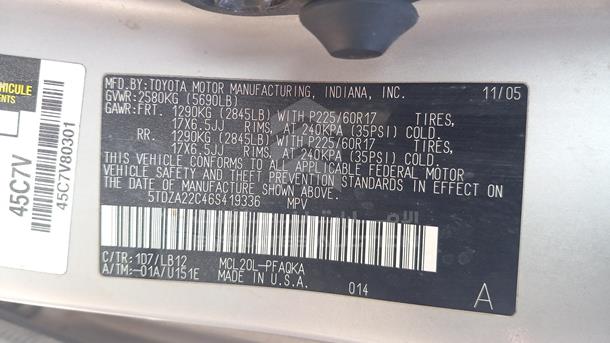 VEHICULE
ENTS
45C7V
45C7V80301
MFD.BY:TOYOTA MOTOR MANUFACTURING, INDIANA, INC. 11/05
GVWR:2580KG (5690LB)
GAWR:FRT. 1290KG (2845LB) WITH P225/60R17 TIRES,
17X6.5JJ RIMS, AT 240KPA (35PSI) COLD.
RR. 1290KG (2845LB) WITH P225/60R17 TIRES,
17X6.5JJ RIMS, AT 240KPA (35PSI) COLD.
THIS VEHICLE CONFORMS TO ALL APPLICABLE FEDERAL MOTOR
VEHICLE SAFETY AND THEFT PREVENTION STANDARDS IN EFFECT ON
THE DATE OF MANUFACTURE SHOWN ABOVE.
5TDZA22C46S419336 MPV
C/TR:1D7/LB12 MCL20L-PFAQKA
A/TM:-01A/U151E MADE IN U.S.A. 014 A